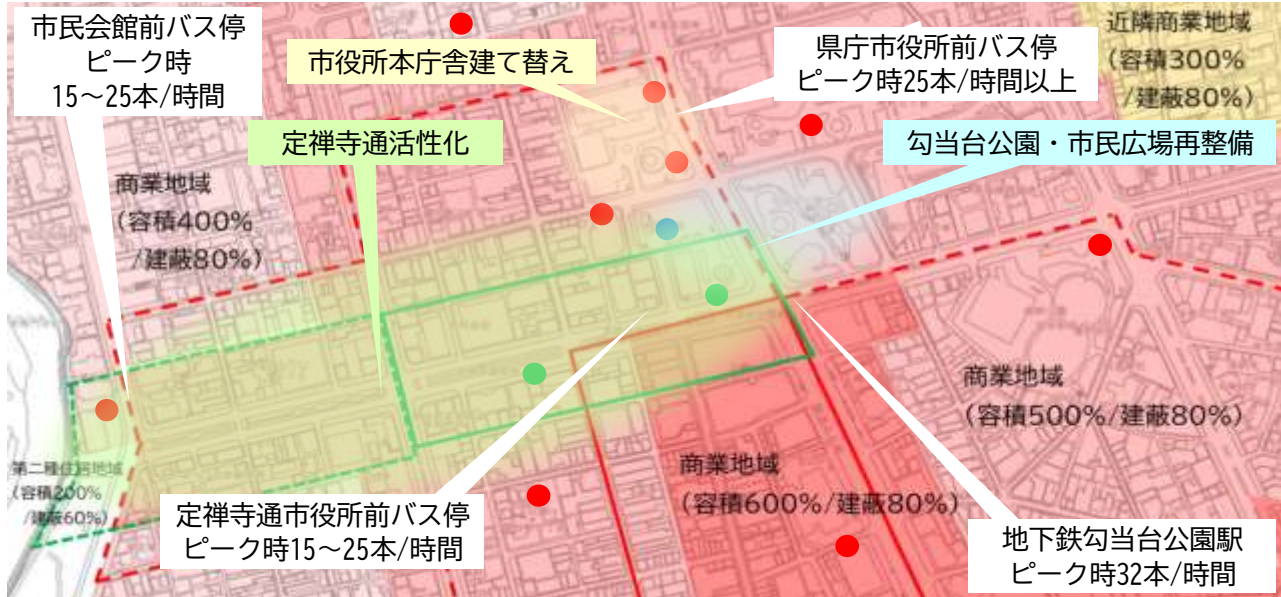 市民会館前バス停
ピーク時
15～25本/時間
市役所本庁舎建て替え
県庁市役所前バス停
ピーク時25本/時間以上
近隣商業地域
(容積300%
/建蔽80%)
定禅寺通活性化
勾当台公園・市民広場再整備
商業地域
(容積400%
/建蔽80%)
商業地域
(容積500%/建蔽80%)
第二種住居地域
(容積200%
/建蔽60%)
商業地域
(容積600%/建蔽80%)
定禅寺通市役所前バス停
ピーク時15～25本/時間
地下鉄勾当台公園駅
ピーク時32本/時間